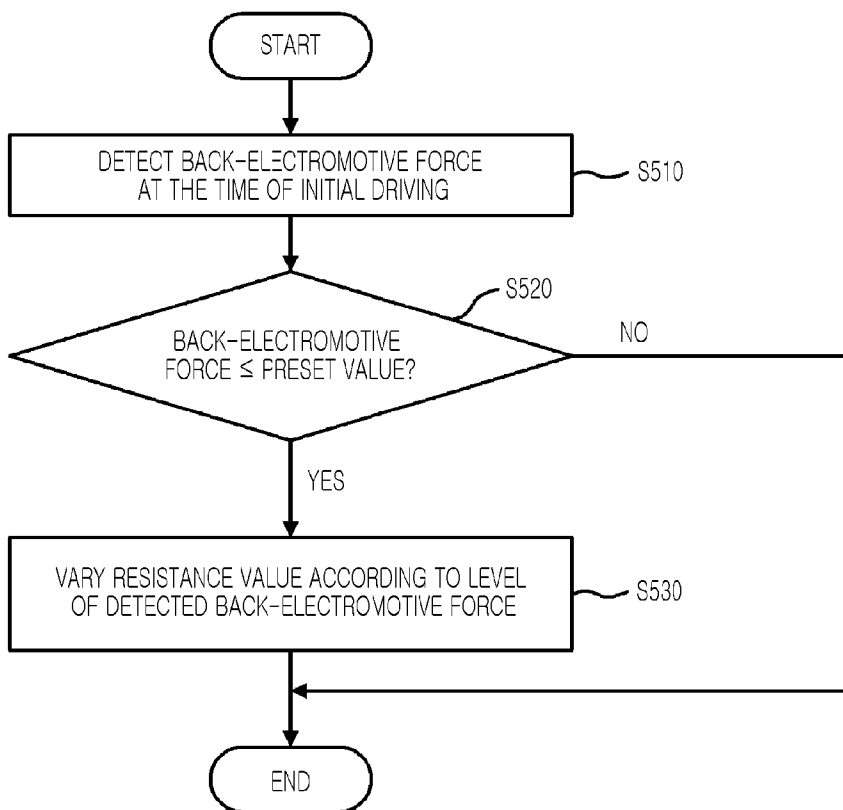 START
DETECT BACK-ELECTROMOTIVE FORCE
AT THE TIME OF INITIAL DRIVING
S510
S520
BACK-ELECTROMOTIVE
FORCE ≤ PRESET VALUE?
NO
YES
VARY RESISTANCE VALUE ACCORDING TO LEVEL
OF DETECTED BACK-ELECTROMOTIVE FORCE
S530
END